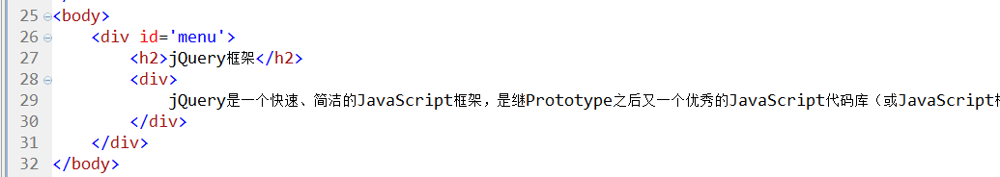 25 <body>
26 <div id='menu'>
27 <h2>jQuery框架</h2>
28 <div>
29 jQuery是一个快速、简洁的JavaScript框架，是继Prototype之后又一个优秀的JavaScript代码库（或JavaScript
30 </div>
31 </div>
32 </body>